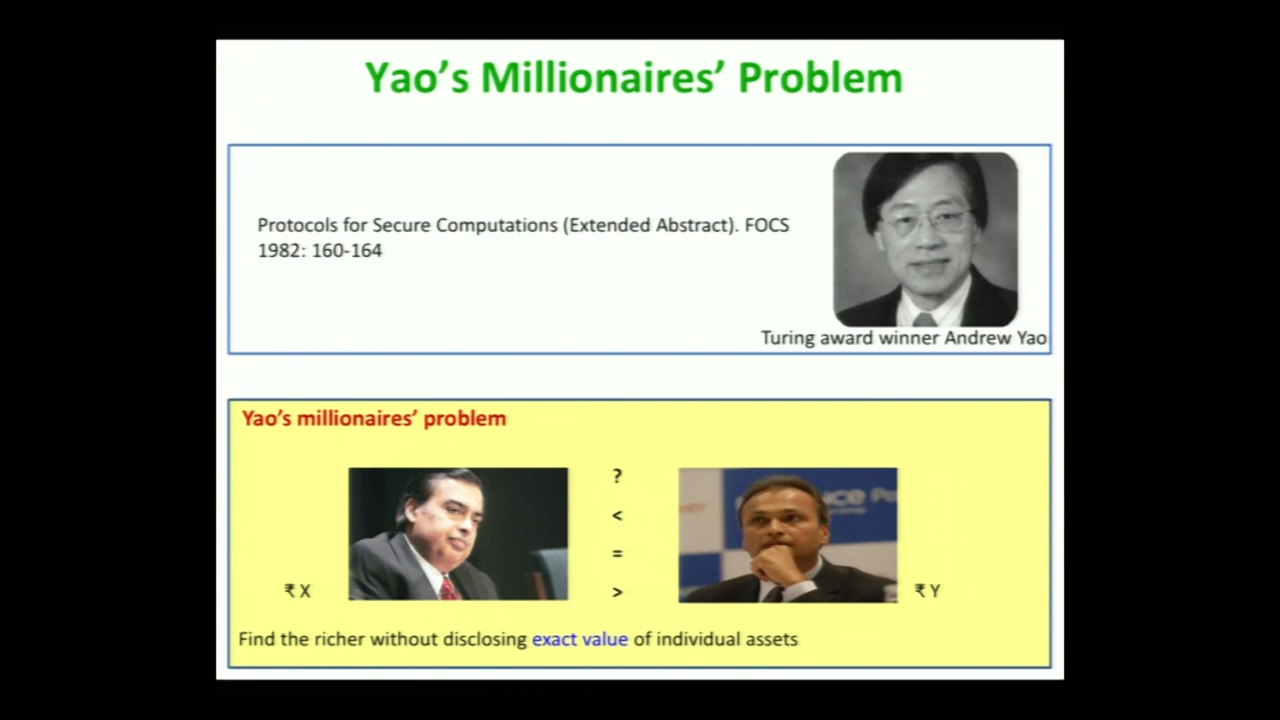 Yao's Millionaires' Problem
Protocols for Secure Computations (Extended Abstract). FOCS
1982: 160-164
Turing award winner Andrew Yao
Yao's millionaires' problem
?
<
=
>
₹ X
₹ Y
Find the richer without disclosing exact value of individual assets